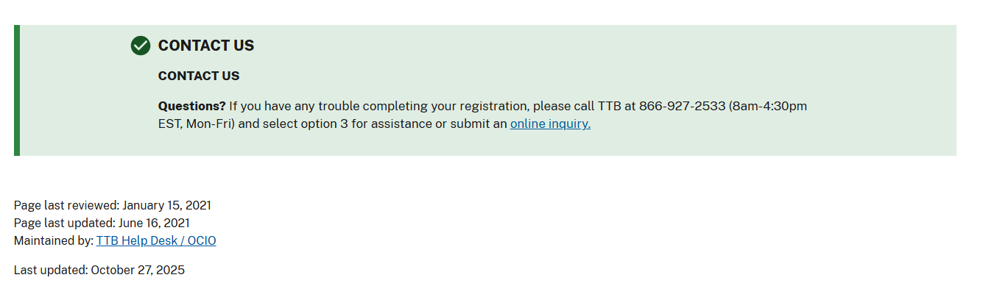 CONTACT US
CONTACT US
Questions? If you have any trouble completing your registration, please call TTB at 866-927-2533 (8am-4:30pm
EST, Mon-Fri) and select option 3 for assistance or submit an online inquiry.
Page last reviewed: January 15, 2021
Page last updated: June 16, 2021
Maintained by: TTB Help Desk / OCIO
Last updated: October 27, 2025